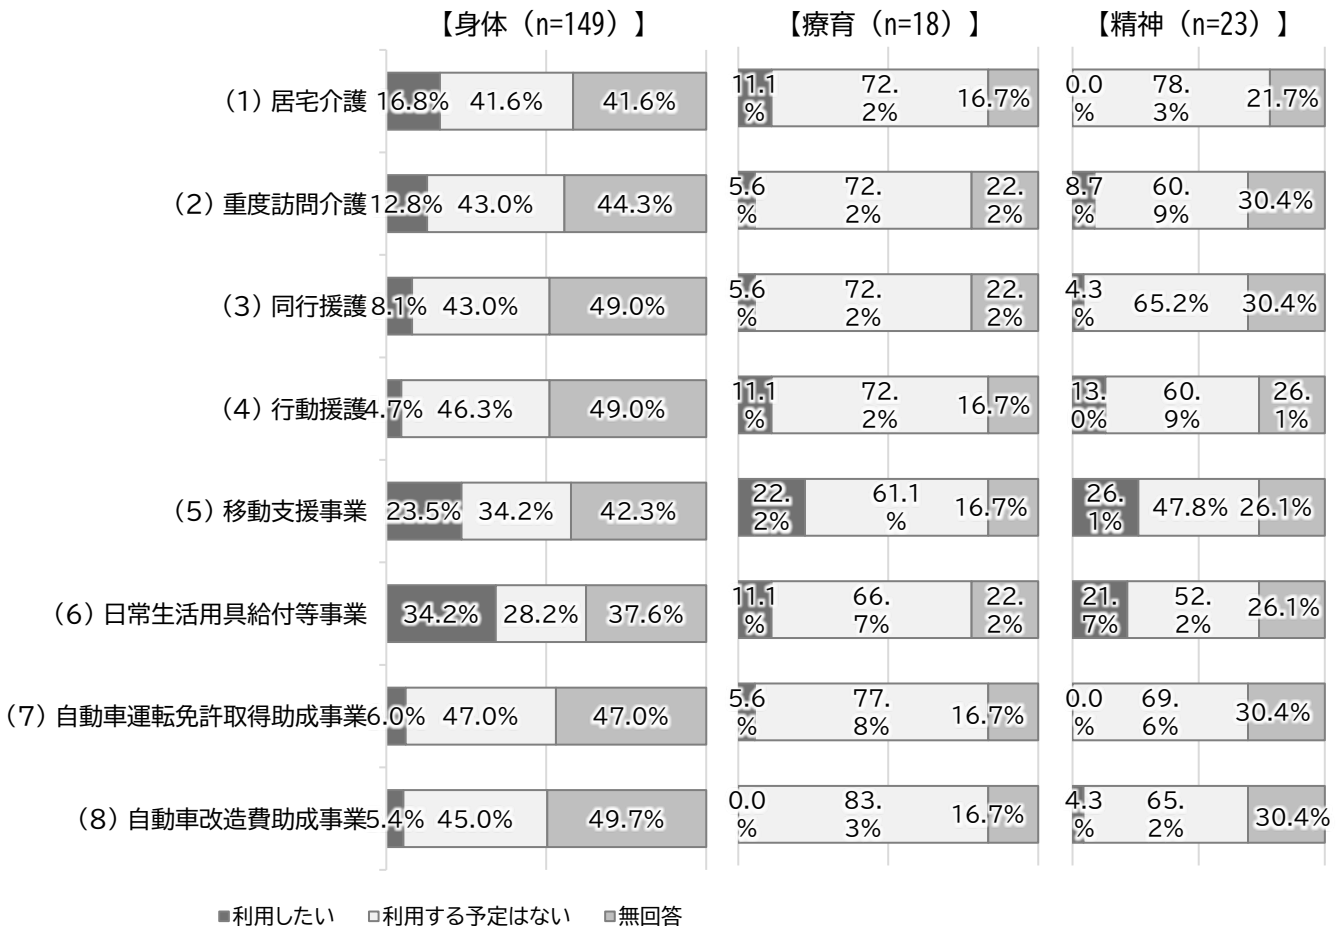 【身体（n=149）】 【療育（n=18）】 【精神（n=23）】
（1）居宅介護 16.8% 41.6% 41.6% 11.1% 72.2% 16.7% 0.0% 78.3% 21.7%
（2）重度訪問介護 12.8% 43.0% 44.3% 5.6% 72.2% 22.2% 8.7% 60.9% 30.4%
（3）同行援護 8.1% 43.0% 49.0% 5.6% 72.2% 22.2% 4.3% 65.2% 30.4%
（4）行動援護 4.7% 46.3% 49.0% 11.1% 72.2% 16.7% 13.0% 60.9% 26.1%
（5）移動支援事業 23.5% 34.2% 42.3% 22.2% 61.1% 16.7% 26.1% 47.8% 26.1%
（6）日常生活用具給付等事業 34.2% 28.2% 37.6% 11.1% 66.7% 22.2% 21.7% 52.2% 26.1%
（7）自動車運転免許取得助成事業 6.0% 47.0% 47.0% 5.6% 77.8% 16.7% 0.0% 69.6% 30.4%
（8）自動車改造費助成事業 5.4% 45.0% 49.7% 0.0% 83.3% 16.7% 4.3% 65.2% 30.4%
利用したい 利用する予定はない 無回答